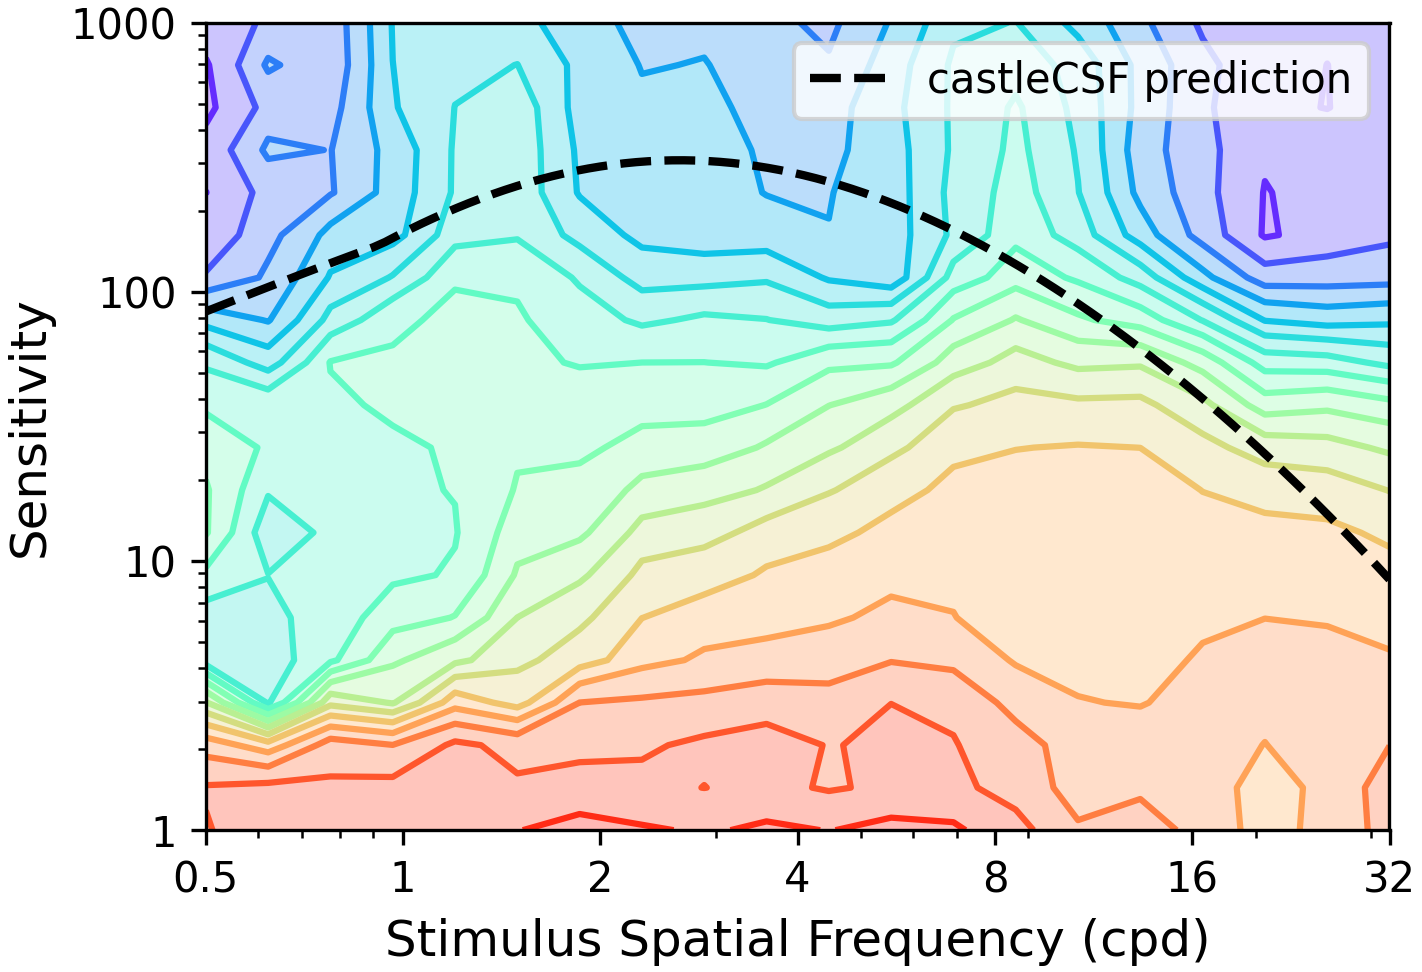 castleCSF prediction
Sensitivity
1000
100
10
1
0.5 1 2 4 8 16 32
Stimulus Spatial Frequency (cpd)